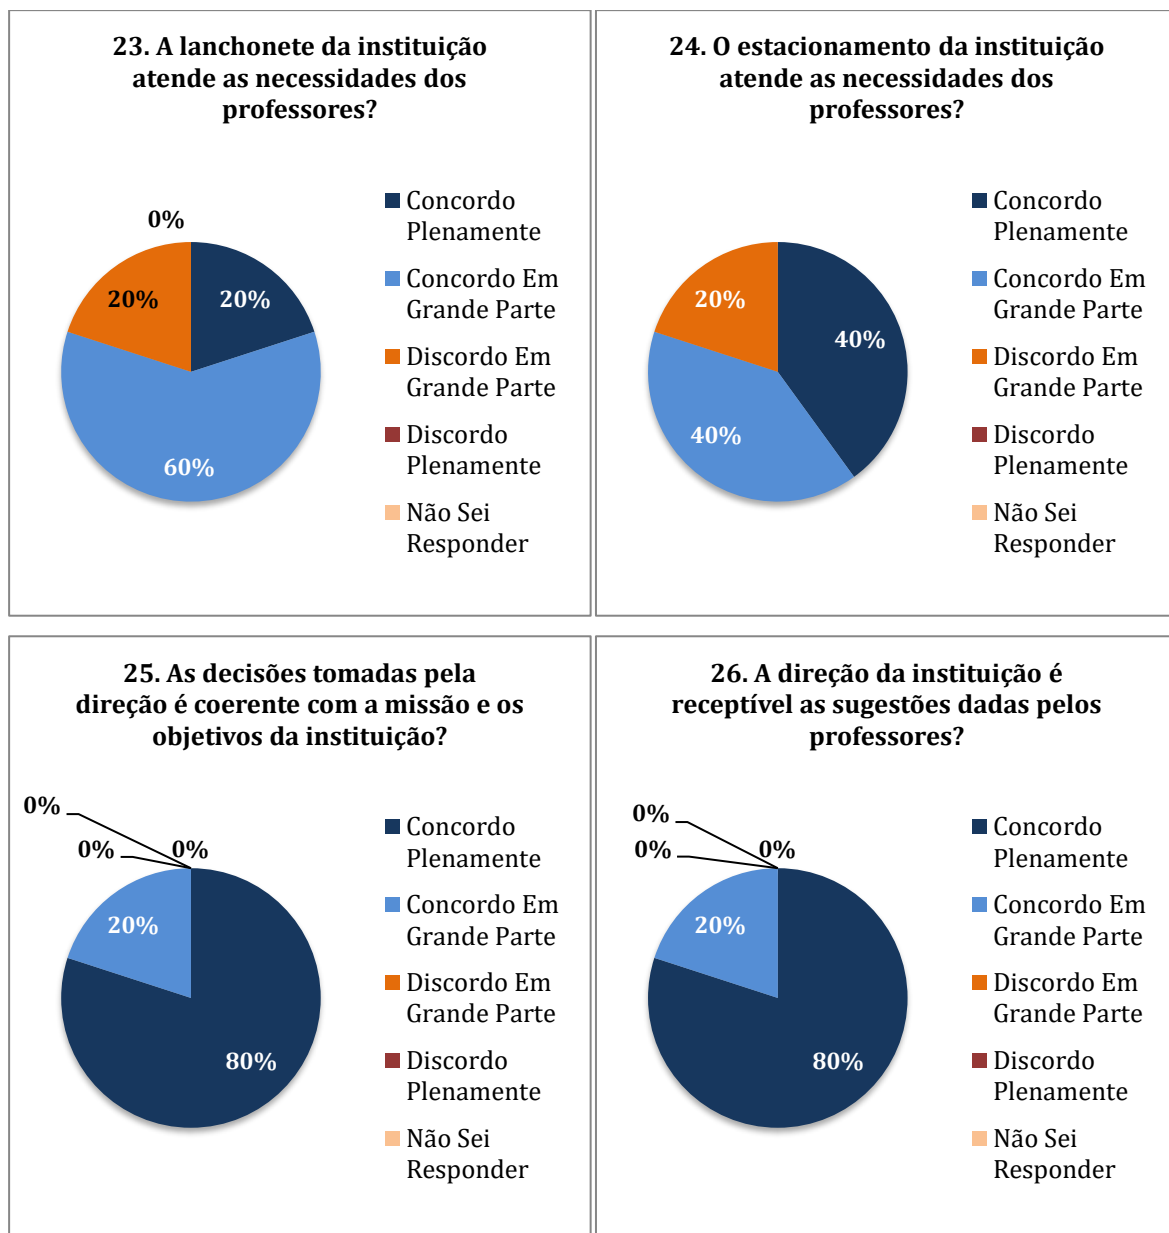 23. A lanchonete da instituição
atende as necessidades dos
professores?
0%
20%
20%
60%
Concordo
Plenamente
Concordo Em
Grande Parte
Discordo Em
Grande Parte
Discordo
Plenamente
Não Sei
Responder
24. O estacionamento da instituição
atende as necessidades dos
professores?
20%
40%
40%
Concordo
Plenamente
Concordo Em
Grande Parte
Discordo Em
Grande Parte
Discordo
Plenamente
Não Sei
Responder
25. As decisões tomadas pela
direção é coerente com a missão e os
objetivos da instituição?
0%
0%
0%
20%
80%
Concordo
Plenamente
Concordo Em
Grande Parte
Discordo Em
Grande Parte
Discordo
Plenamente
Não Sei
Responder
26. A direção da instituição é
receptível as sugestões dadas pelos
professores?
0%
0%
0%
20%
80%
Concordo
Plenamente
Concordo Em
Grande Parte
Discordo Em
Grande Parte
Discordo
Plenamente
Não Sei
Responder